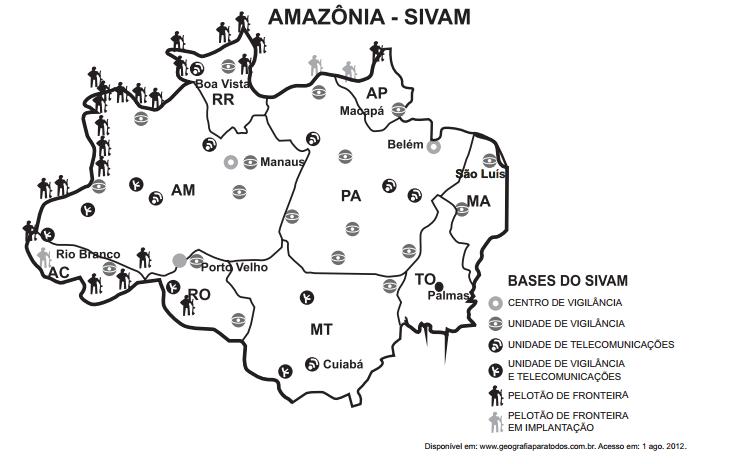 AMAZÔNIA - SIVAM
Boa Vista
RR
AP
Macapá
Belém
São Luís
Manaus
AM
PA
MA
Rio Branco
AC
Porto Velho
RO
TO
Palmas
MT
Cuiabá
BASES DO SIVAM
CENTRO DE VIGILÂNCIA
UNIDADE DE VIGILÂNCIA
UNIDADE DE TELECOMUNICAÇÕES
UNIDADE DE VIGILÂNCIA
E TELECOMUNICAÇÕES
PELOTÃO DE FRONTEIRA
PELOTÃO DE FRONTEIRA
EM IMPLANTAÇÃO
Disponível em: www.geografiaparatodos.com.br. Acesso em: 1 ago. 2012.